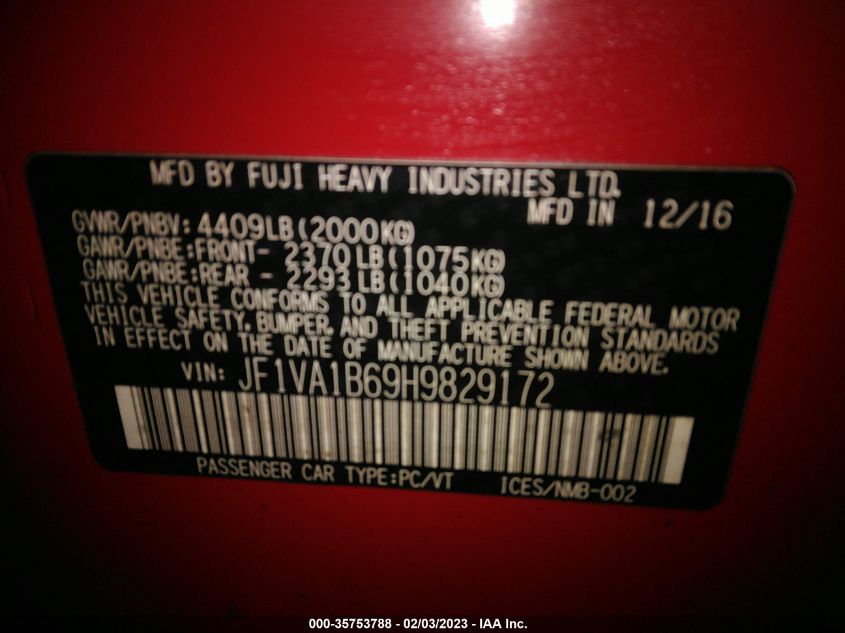 MFD BY FUJI HEAVY INDUSTRIES LTD.
MFD IN 12/16
GVWR/PNBV: 4409LB(2000KG)
GAWR/PNBE:FRONT- 2370LB(1075KG)
GAWR/PNBE:REAR - 2293LB(1040KG)
THIS VEHICLE CONFORMS TO ALL APPLICABLE FEDERAL MOTOR
VEHICLE SAFETY, BUMPER, AND THEFT PREVENTION STANDARDS
IN EFFECT ON THE DATE OF MANUFACTURE SHOWN ABOVE.
VIN: JF1VA1B69H9829172
PASSENGER CAR TYPE:PC/VT ICES/NMB-002
000-35753788 - 02/03/2023 - IAA Inc.